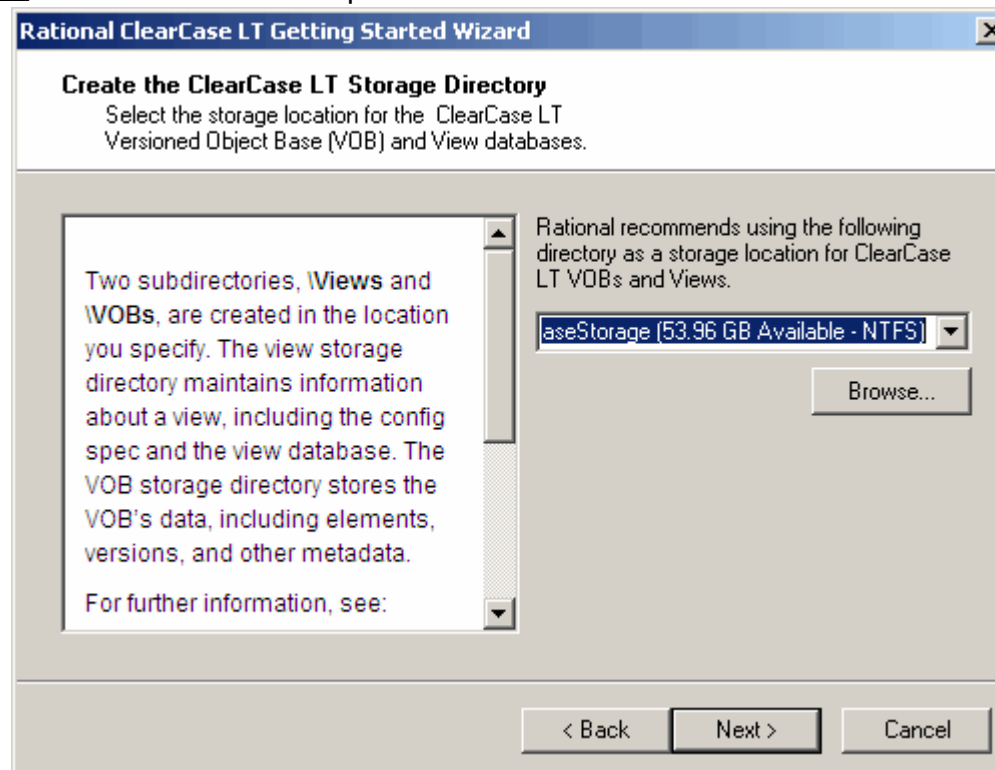 Rational ClearCase LT Getting Started Wizard
Create the ClearCase LT Storage Directory
Select the storage location for the ClearCase LT
Versioned Object Base (VOB) and View databases.
Two subdirectories, \Views and
\VOBs, are created in the location
you specify. The view storage
directory maintains information
about a view, including the config
spec and the view database. The
VOB storage directory stores the
VOB's data, including elements,
versions, and other metadata.
For further information, see:
Rational recommends using the following
directory as a storage location for ClearCase
LT VOBs and Views.
aseStorage (53.96 GB Available - NTFS)
Browse...
< Back
Next >
Cancel